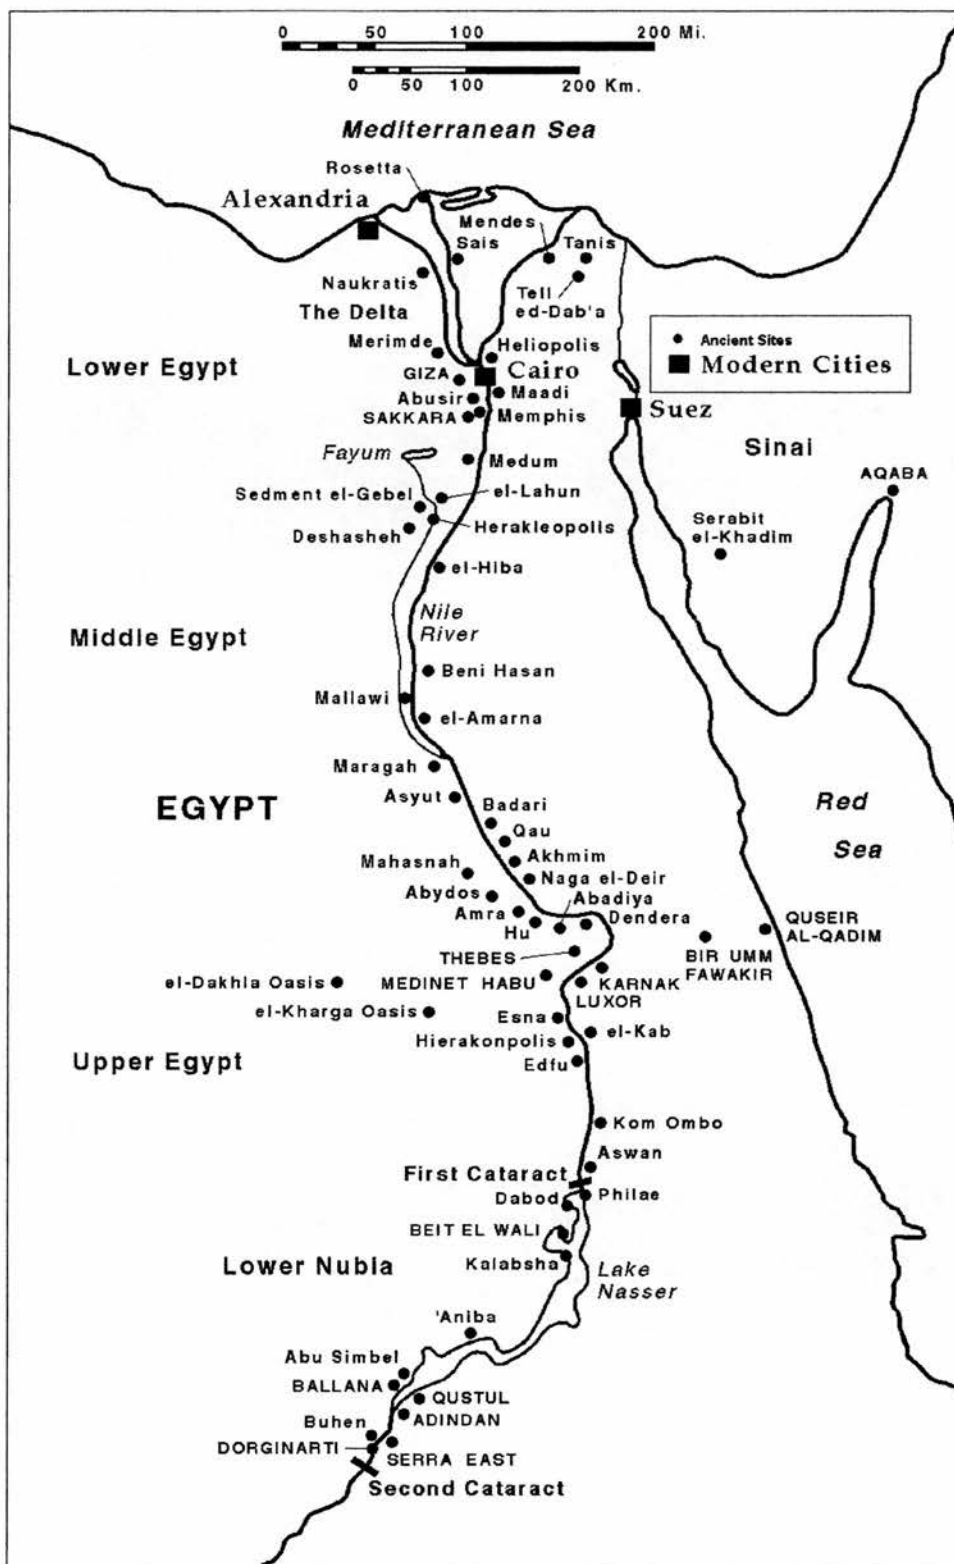 0 50 100 200 Mi.
0 50 100 200 Km.
Mediterranean Sea
Rosetta
Alexandria
Mendes Tanis
Sais
Naukratis
Tell
ed-Dab'a
The Delta
Merimde
Heliopolis
Ancient Sites
Modern Cities
Lower Egypt
Cairo
GIZA
Maadi
Abusir
Memphis
SAKKARA
Suez
Sinai
Fayum
Medum
AQABA
Sedment el-Gebel
el-Lahun
Herakleopolis
Deshasheh
Serabit
el-Khadim
el-Hiba
Nile
River
Middle Egypt
Beni Hasan
Mallawi
el-Amarna
Maragah
Asyut
EGYPT
Badari
Red
Sea
Qau
Akhmim
Mahasnah
Naga el-Deir
Abydos
Abadiya
Amra
Dendera
Hu
QUSEIR
AL-QADIM
THEBES
BIR UMM
FAWAKIR
el-Dakhla Oasis
MEDINET HABU
KARNAK
LUXOR
el-Kharga Oasis
Esna
el-Kab
Hierakonpolis
Upper Egypt
Edfu
Kom Ombo
Aswan
First Cataract
Dabod
Philae
BEIT EL WALI
Lower Nubia
Kalabsha
Lake
Nasser
'Aniba
Abu Simbel
BALLANA
QUSTUL
ADINDAN
Buhen
DORGINARTI
SERRA EAST
Second Cataract